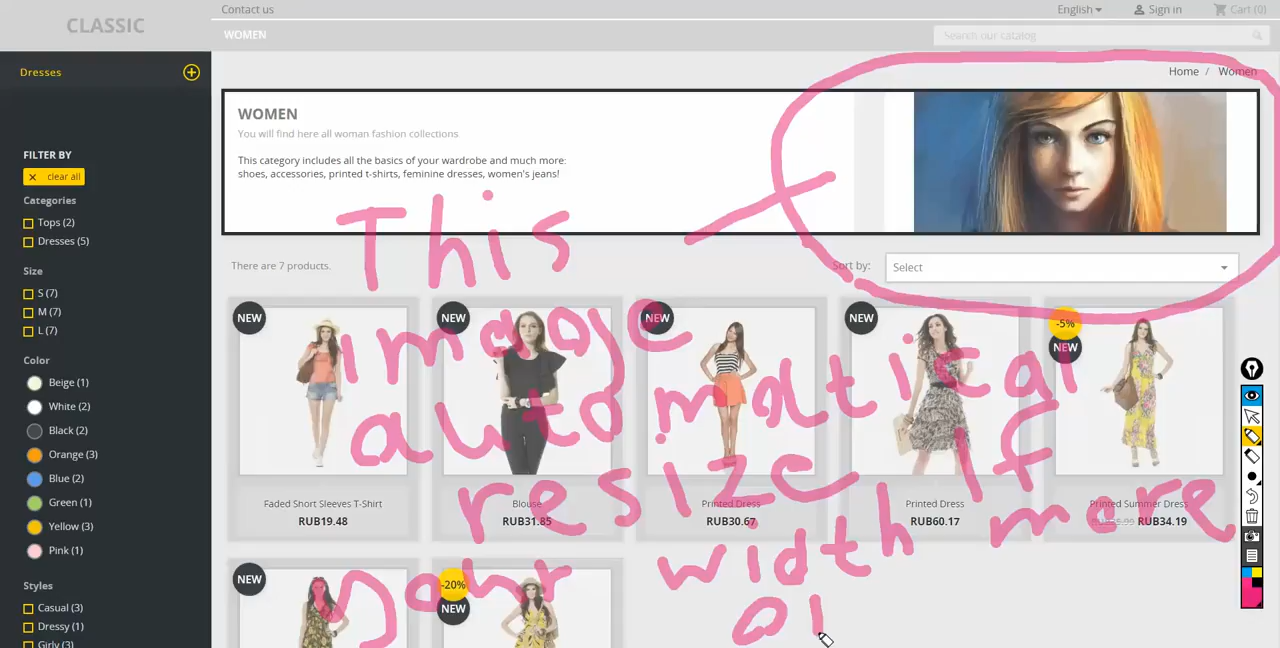 CLASSIC
Contact us
English
Sign in
Cart (0)
WOMEN
Search our catalog
Dresses
Home / Women
WOMEN
You will find here all woman fashion collections
This category includes all the basics of your wardrobe and much more:
shoes, accessories, printed t-shirts, feminine dresses, women's jeans!
FILTER BY
× clear all
Categories
Tops (2)
Dresses (5)
Size
S (7)
M (7)
L (7)
Color
Beige (1)
White (2)
Black (2)
Orange (3)
Blue (2)
Green (1)
Yellow (3)
Pink (1)
Styles
Casual (3)
Dressy (1)
Girly (3)
There are 7 products.
Sort by:
Select
NEW
Faded Short Sleeves T-Shirt
RUB19.48
NEW
Blouse
RUB31.85
NEW
Printed Dress
RUB30.67
NEW
Printed Dress
RUB60.17
-5%
NEW
Printed Summer Dress
RUB34.19
NEW
-20%
NEW
This
image
automatical
resize If
your width more